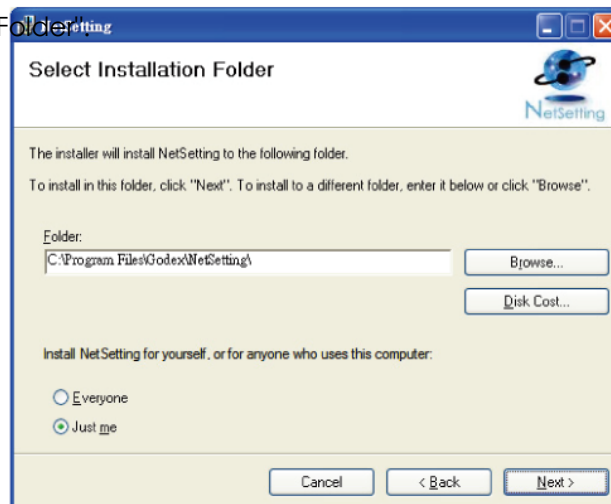 Folder".
NetSetting
Select Installation Folder
NetSetting
The installer will install NetSetting to the following folder.
To install in this folder, click "Next". To install to a different folder, enter it below or click "Browse".
Folder:
C:\Program Files\Godex\NetSetting\
Browse...
Disk Cost...
Install NetSetting for yourself, or for anyone who uses this computer:
Everyone
Just me
Cancel
< Back
Next >